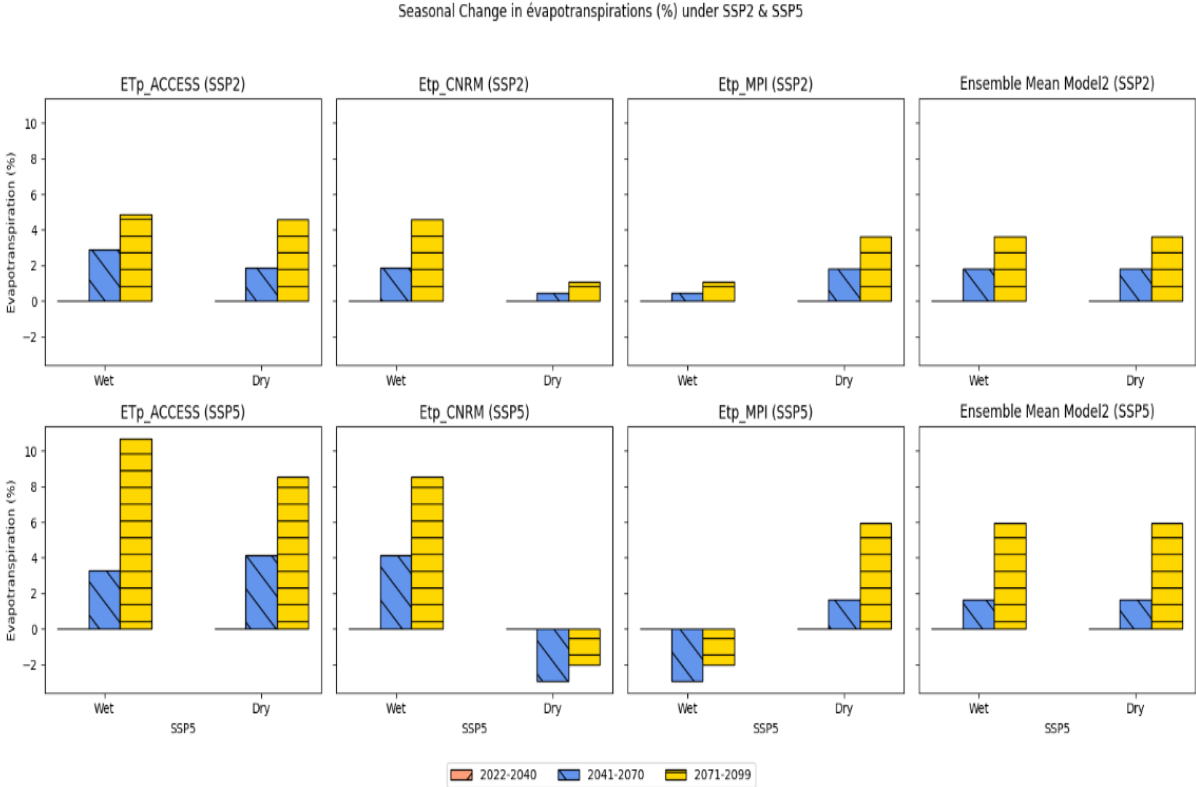 Seasonal Change in évapotranspirations (%) under SSP2 & SSP5
ETp_ACCESS (SSP2)
Etp_CNRM (SSP2)
Etp_MPI (SSP2)
Ensemble Mean Model2 (SSP2)
Evapotranspiration (%)
10
8
6
4
2
0
−2
Wet
Dry
Wet
Dry
Wet
Dry
Wet
Dry
ETp_ACCESS (SSP5)
Etp_CNRM (SSP5)
Etp_MPI (SSP5)
Ensemble Mean Model2 (SSP5)
Evapotranspiration (%)
10
8
6
4
2
0
−2
Wet
Dry
Wet
Dry
Wet
Dry
Wet
Dry
SSP5
SSP5
SSP5
SSP5
2022-2040
2041-2070
2071-2099